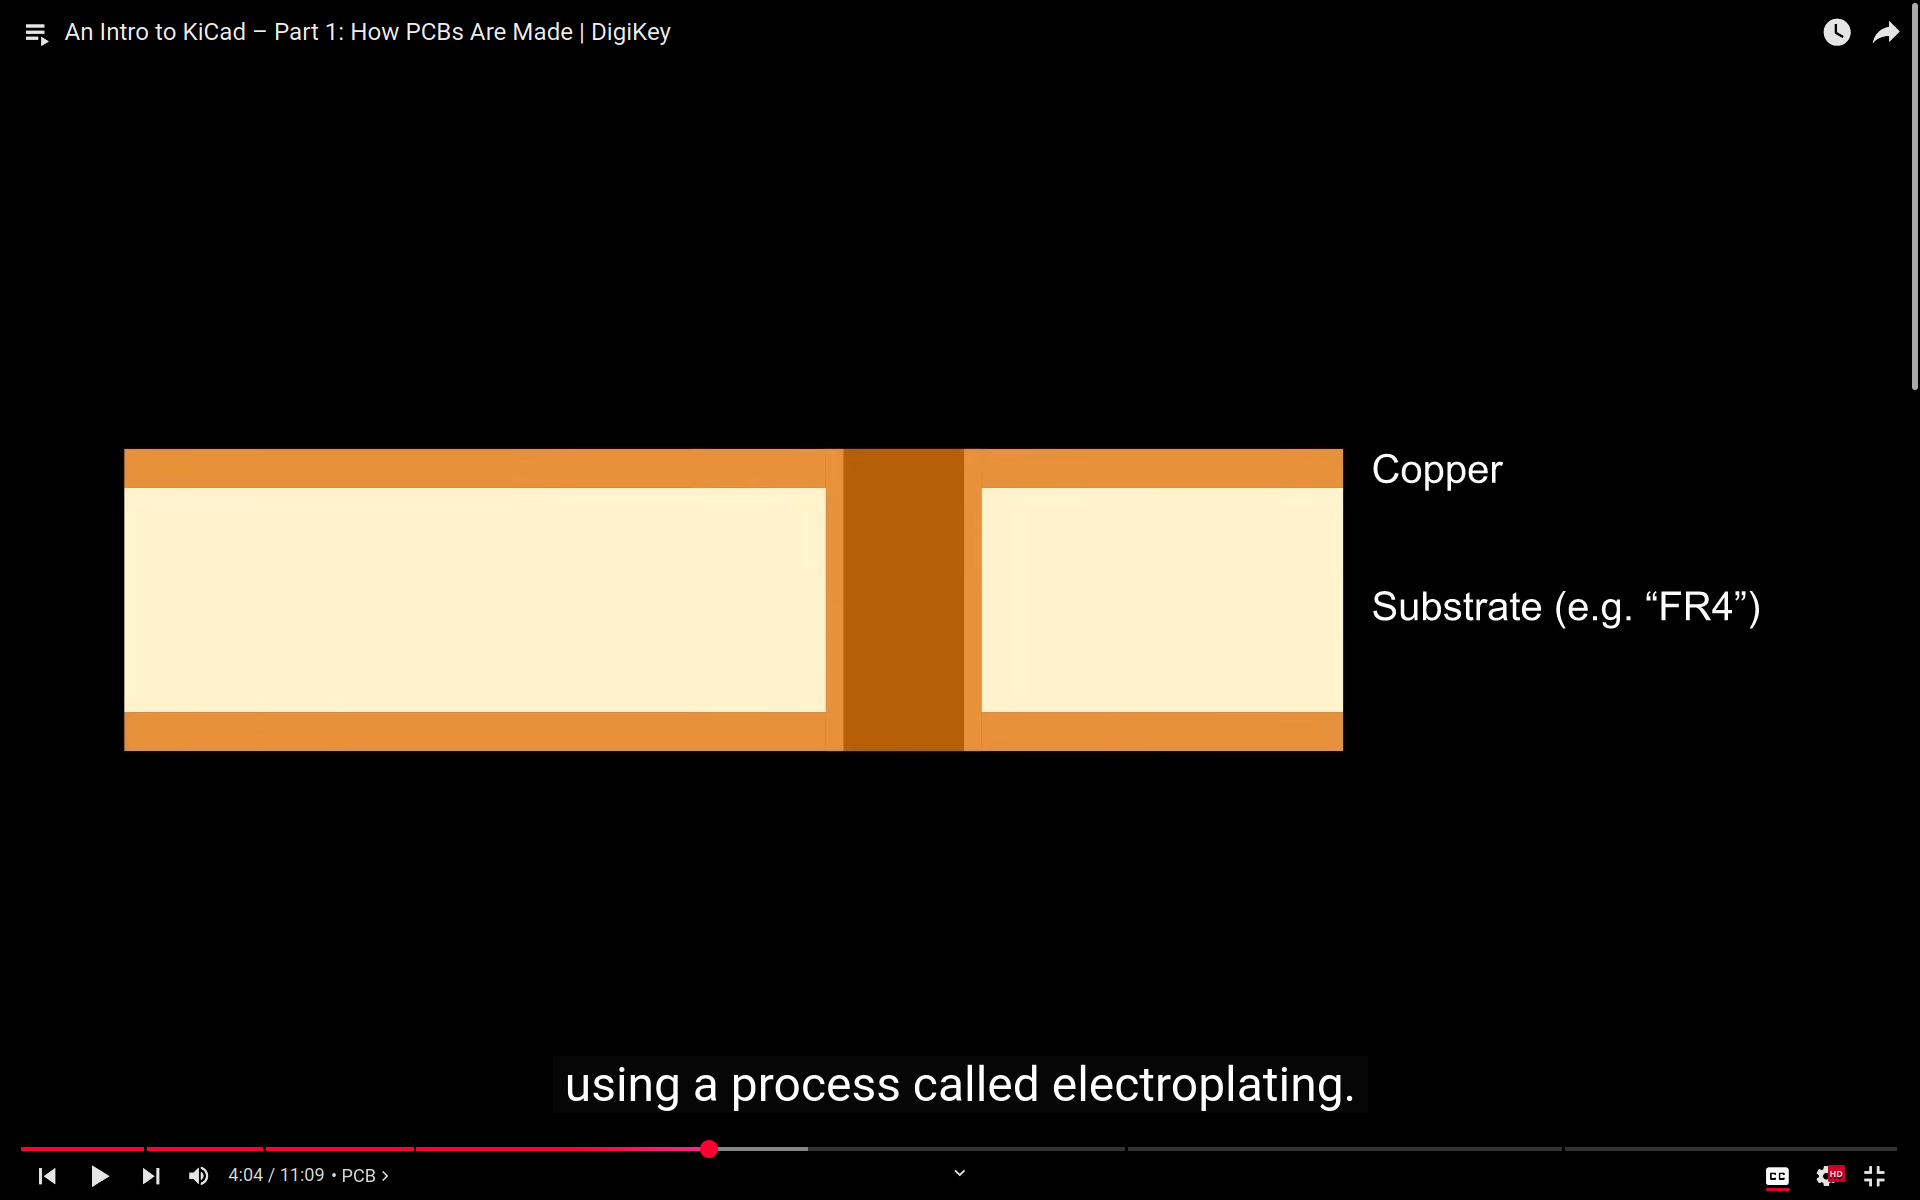 An Intro to KiCad – Part 1: How PCBs Are Made | DigiKey
Copper
Substrate (e.g. “FR4”)
using a process called electroplating.
4:04 / 11:09 • PCB ›
CC
HD